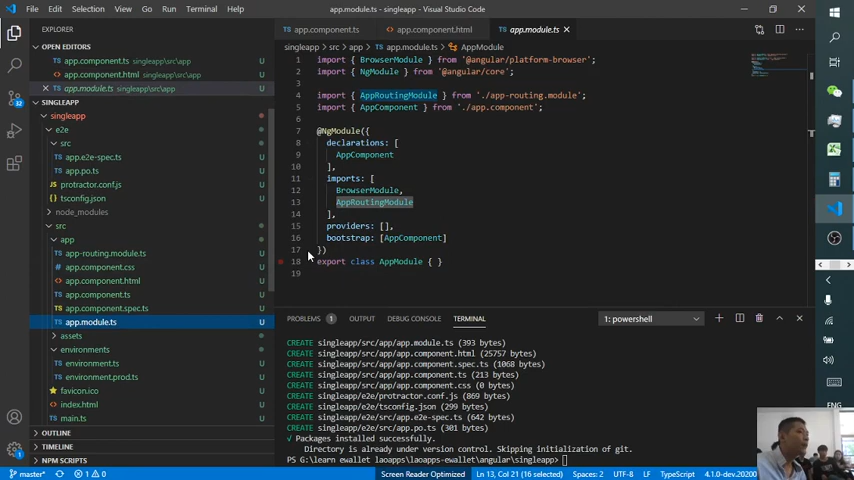 File Edit Selection View Go Run Terminal Help app.module.ts - singleapp - Visual Studio Code
EXPLORER
OPEN EDITORS
TS app.component.ts singleapp\src\app U
app.component.html singleapp\src\app U
TS app.module.ts singleapp\src\app U
SINGLEAPP
singleapp
e2e
src
TS app.e2e-spec.ts U
TS app.po.ts U
protractor.conf.js U
tsconfig.json U
node_modules
src
app
TS app-routing.module.ts U
app.component.css U
app.component.html U
TS app.component.ts U
TS app.component.spec.ts U
TS app.module.ts U
assets
environments
TS environment.ts U
TS environment.prod.ts U
favicon.ico U
index.html U
TS main.ts U
OUTLINE
TIMELINE
NPM SCRIPTS
32
1
TS app.component.ts app.component.html TS app.module.ts
singleapp > src > app > TS app.module.ts > AppModule
1 import { BrowserModule } from '@angular/platform-browser';
2 import { NgModule } from '@angular/core';
3
4 import { AppRoutingModule } from './app-routing.module';
5 import { AppComponent } from './app.component';
6
7 @NgModule({
8 declarations: [
9 AppComponent
10 ],
11 imports: [
12 BrowserModule,
13 AppRoutingModule
14 ],
15 providers: [],
16 bootstrap: [AppComponent]
17 })
18 export class AppModule { }
19
PROBLEMS 1 OUTPUT DEBUG CONSOLE TERMINAL 1: powershell
CREATE singleapp/src/app/app.module.ts (393 bytes)
CREATE singleapp/src/app/app.component.html (25757 bytes)
CREATE singleapp/src/app/app.component.spec.ts (1068 bytes)
CREATE singleapp/src/app/app.component.ts (213 bytes)
CREATE singleapp/src/app/app.component.css (0 bytes)
CREATE singleapp/e2e/protractor.conf.js (869 bytes)
CREATE singleapp/e2e/tsconfig.json (299 bytes)
CREATE singleapp/e2e/src/app.e2e-spec.ts (642 bytes)
CREATE singleapp/e2e/src/app.po.ts (301 bytes)
√ Packages installed successfully.
Directory is already under version control. Skipping initialization of git.
PS G:\learn ewallet laoapps\laoapps-ewallet\angular\singleapp>
master* 1 0 Screen Reader Optimized Ln 13, Col 21 (16 selected) Spaces: 2 UTF-8 LF TypeScript 4.1.0-dev.20200
ENG